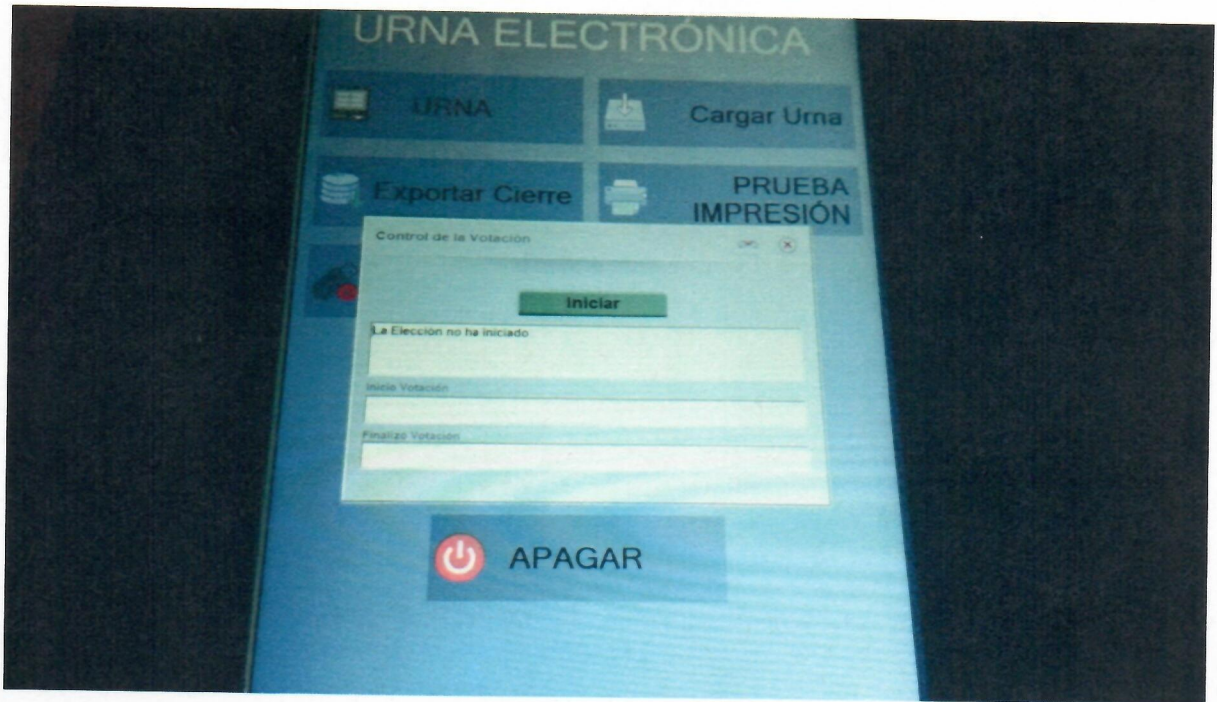 URNA ELECTRÓNICA
URNA
Cargar Urna
Exportar Cierre
PRUEBA
IMPRESIÓN
Control de la Votación
Iniciar
La Elección no ha iniciado
Inicio Votación
Finalizo Votación
APAGAR